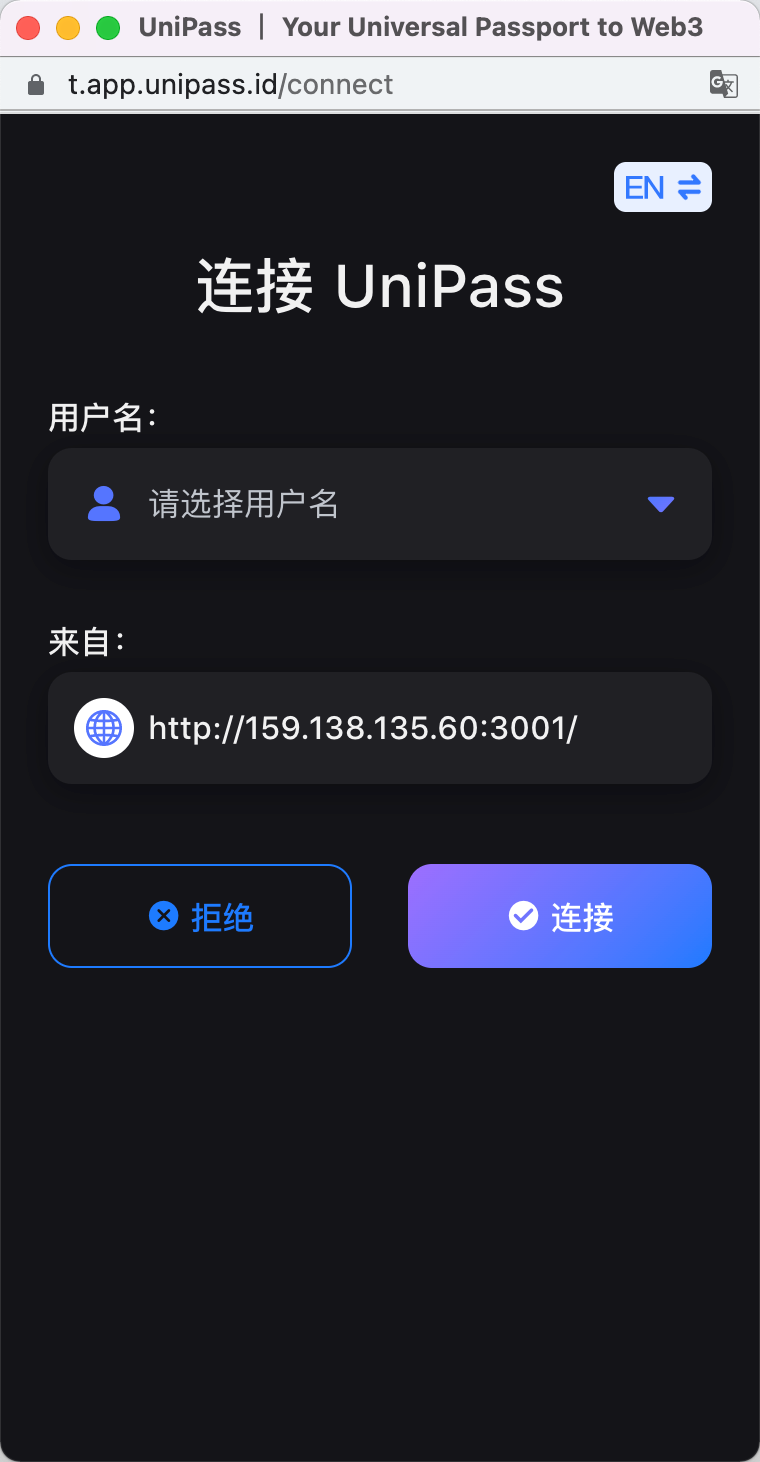 UniPass | Your Universal Passport to Web3
t.app.unipass.id/connect
EN
连接 UniPass
用户名：
请选择用户名
来自：
http://159.138.135.60:3001/
拒绝
连接